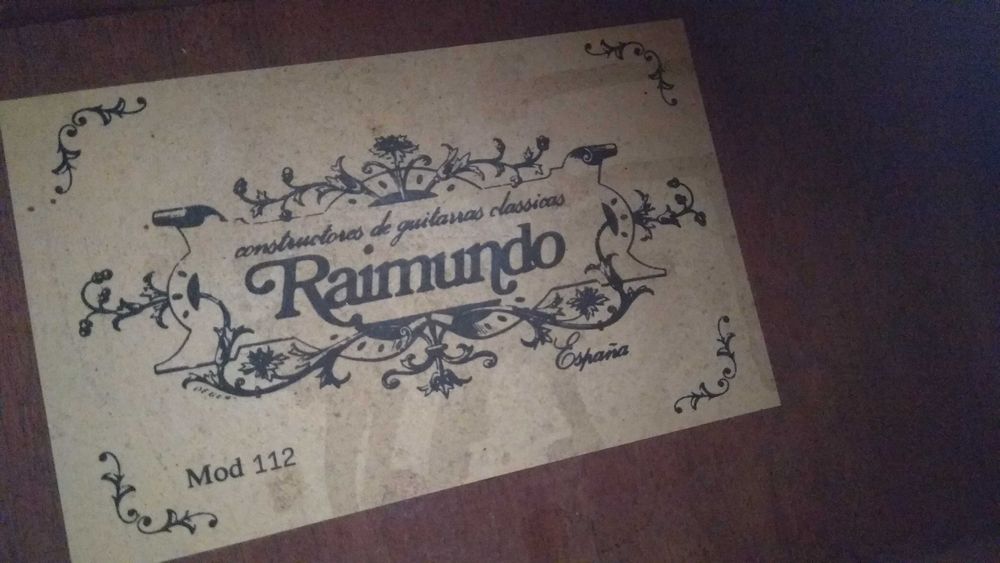 constructores de guitarras classicas
Raimundo
España
Mod 112